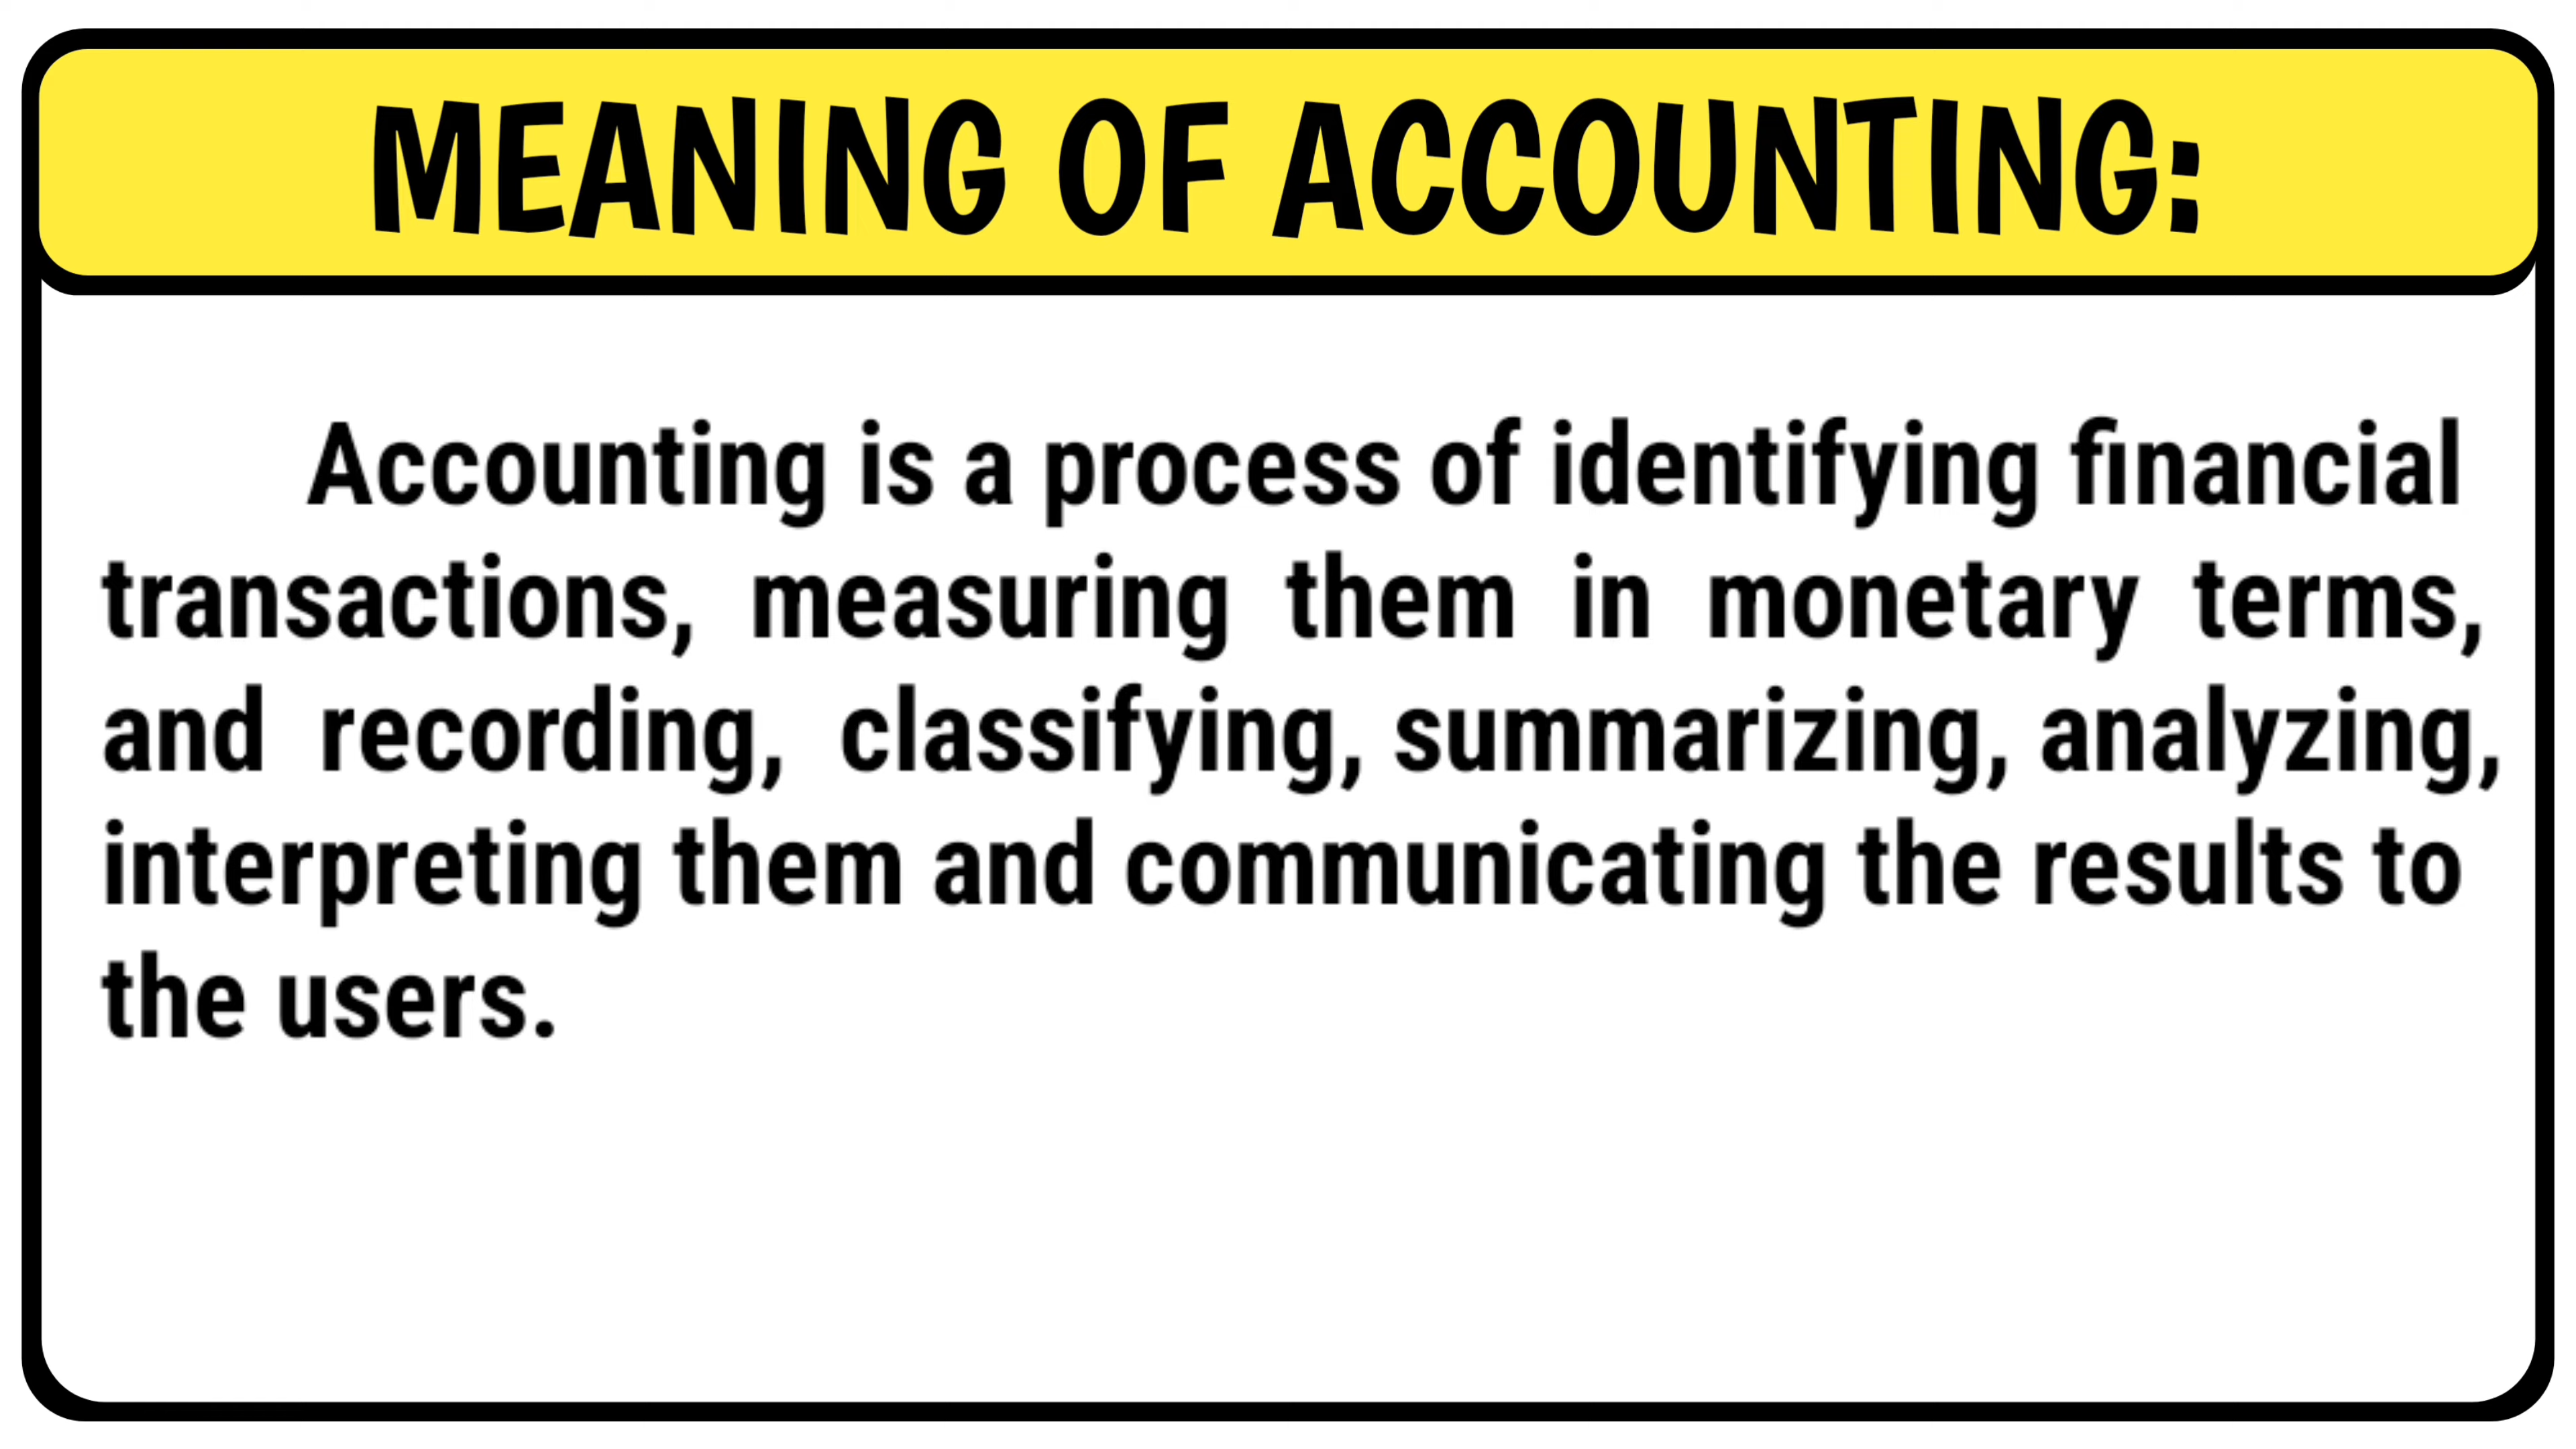 MEANING OF ACCOUNTING:
Accounting is a process of identifying financial
transactions, measuring them in monetary terms,
and recording, classifying, summarizing, analyzing,
interpreting them and communicating the results to
the users.